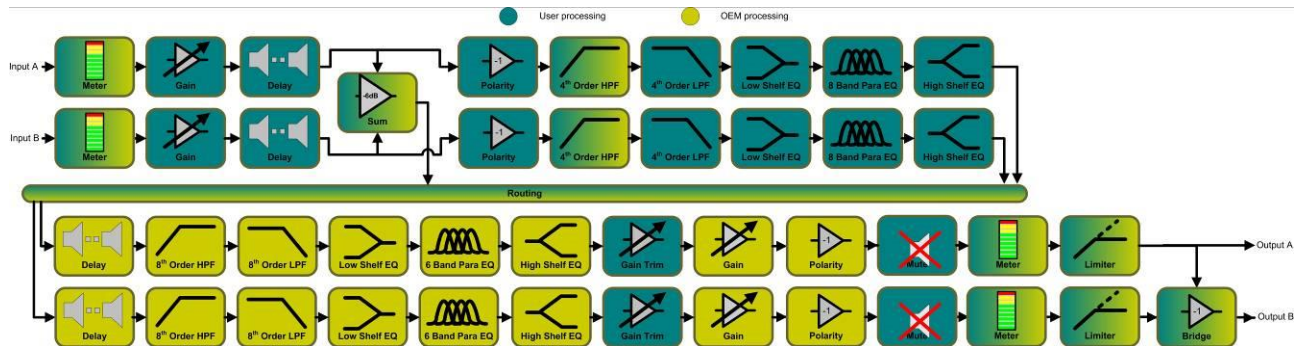 User processing
OEM processing
Input A
Meter
Gain
Delay
-6dB
Sum
-1
Polarity
4th Order HPF
4th Order LPF
Low Shelf EQ
8 Band Para EQ
High Shelf EQ
Input B
Meter
Gain
Delay
-1
Polarity
4th Order HPF
4th Order LPF
Low Shelf EQ
8 Band Para EQ
High Shelf EQ
Routing
Delay
8th Order HPF
8th Order LPF
Low Shelf EQ
6 Band Para EQ
High Shelf EQ
Gain Trim
Gain
-1
Polarity
Mute
Meter
Limiter
Output A
Delay
8th Order HPF
8th Order LPF
Low Shelf EQ
6 Band Para EQ
High Shelf EQ
Gain Trim
Gain
-1
Polarity
Mute
Meter
Limiter
-1
Bridge
Output B